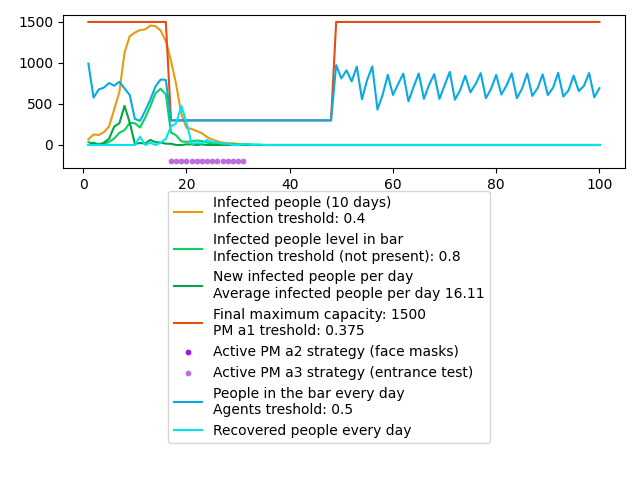 1500
1000
500
0
0
20
40
60
80
100
Infected people (10 days)
Infection treshold: 0.4
Infected people level in bar
Infection treshold (not present): 0.8
New infected people per day
Average infected people per day 16.11
Final maximum capacity: 1500
PM a1 treshold: 0.375
Active PM a2 strategy (face masks)
Active PM a3 strategy (entrance test)
People in the bar every day
Agents treshold: 0.5
Recovered people every day